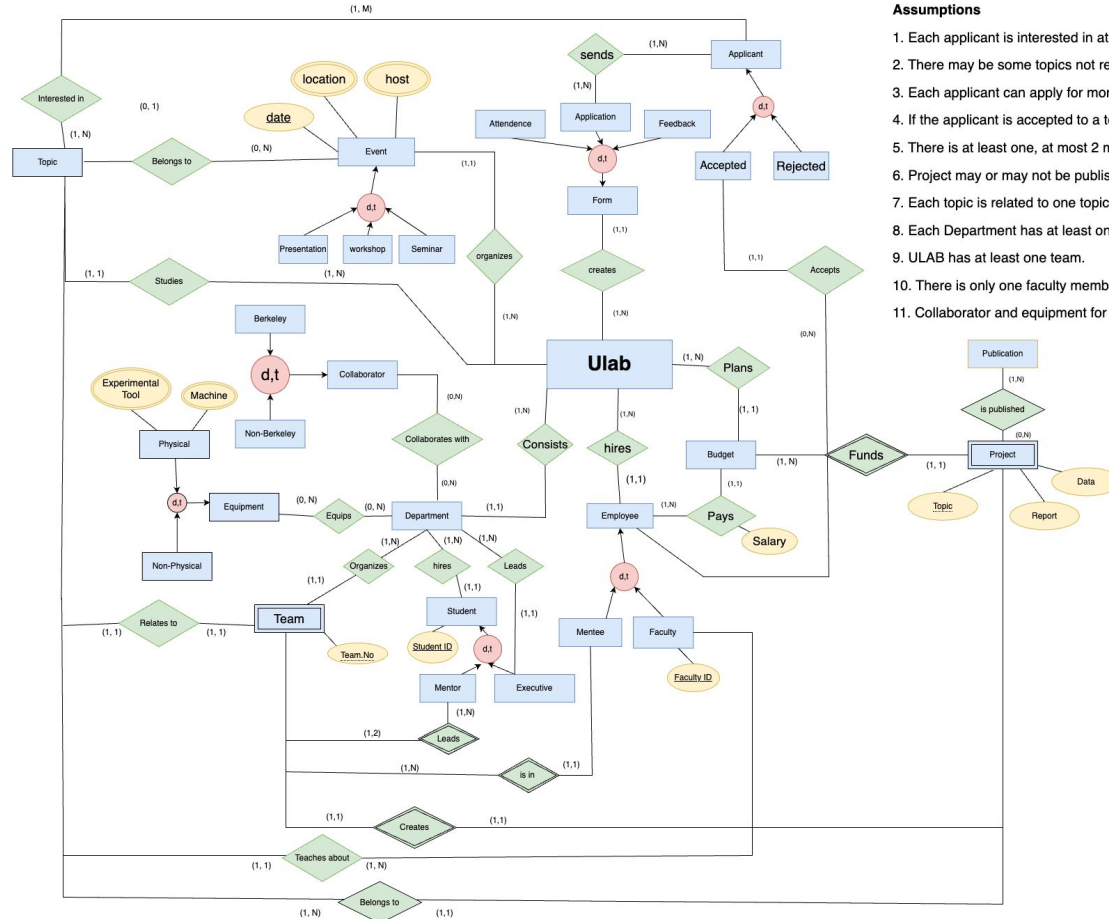 (1, M)
Assumptions
1. Each applicant is interested in at
2. There may be some topics not re
3. Each applicant can apply for mor
4. If the applicant is accepted to a te
5. There is at least one, at most 2 m
6. Project may or may not be publis
7. Each topic is related to one topic
8. Each Department has at least on
9. ULAB has at least one team.
10. There is only one faculty memb
11. Collaborator and equipment for
sends
(1,N)
Applicant
(1,N)
Interested in
(0, 1)
(1, N)
location
host
date
Topic
Belongs to
(0, N)
Event
(1,1)
d,t
Presentation
workshop
Seminar
organizes
(1,N)
Attendence
Application
Feedback
d,t
Form
(1,1)
creates
(1,N)
d,t
Accepted
Rejected
(1,1)
Accepts
(0,N)
(1, 1)
Studies
(1, N)
Ulab
(1, N)
Plans
(1, 1)
Berkeley
d,t
Collaborator
Non-Berkeley
(0,N)
Collaborates with
(0,N)
(1,N)
Consists
(1,1)
(1,N)
hires
(1,1)
Budget
(1, N)
Funds
(1, 1)
Publication
(1,N)
is published
(0,N)
Project
Topic
Report
Data
Experimental
Tool
Machine
Physical
d,t
Equipment
Non-Physical
(0, N)
Equips
(0, N)
Department
Employee
(1,N)
Pays
(1,1)
Salary
(1,N)
Organizes
(1,1)
(1,N)
hires
(1,1)
(1,N)
Leads
(1,1)
d,t
Team
Team.No
Student
Student ID
d,t
Mentor
Executive
Mentee
Faculty
Faculty ID
(1, 1)
Relates to
(1, 1)
(1,N)
(1,2)
Leads
(1,N)
is in
(1,1)
(1,1)
Creates
(1,1)
(1, 1)
Teaches about
(1, N)
(1, N)
Belongs to
(1,1)